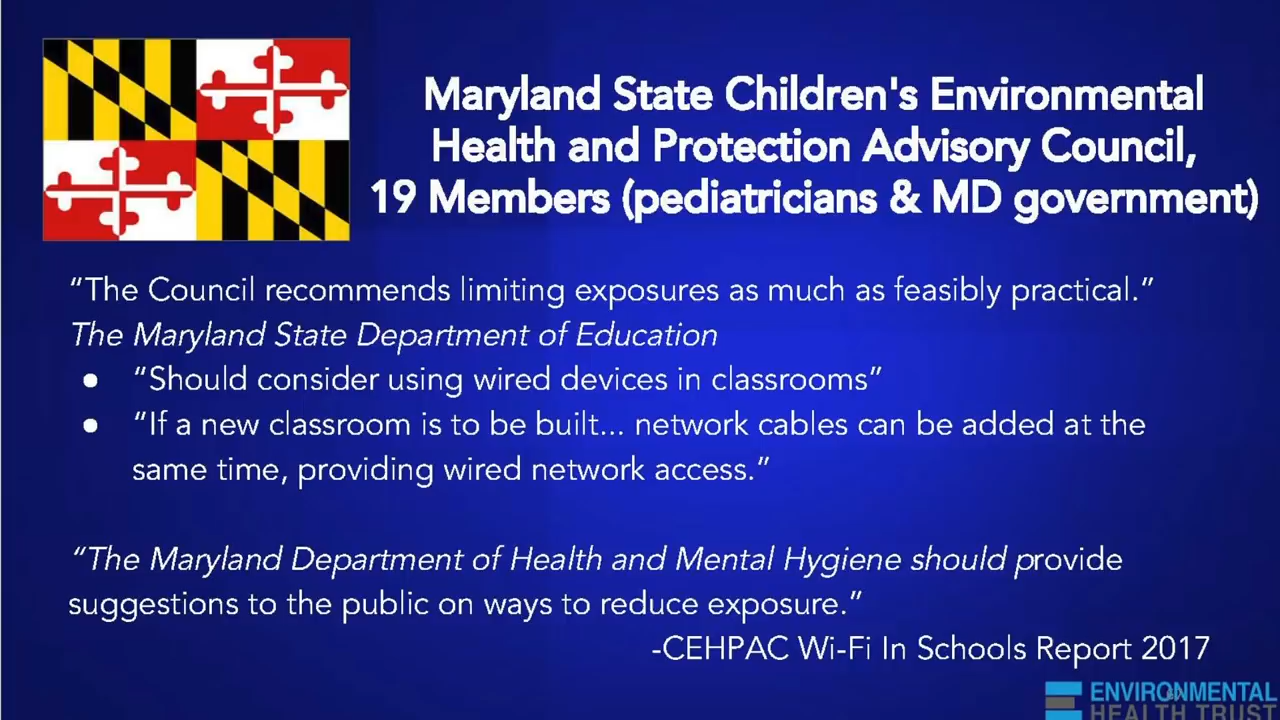 Maryland State Children's Environmental
Health and Protection Advisory Council,
19 Members (pediatricians & MD government)
“The Council recommends limiting exposures as much as feasibly practical.”
The Maryland State Department of Education
● “Should consider using wired devices in classrooms”
● “If a new classroom is to be built... network cables can be added at the
same time, providing wired network access.”
“The Maryland Department of Health and Mental Hygiene should provide
suggestions to the public on ways to reduce exposure.”
-CEHPAC Wi-Fi In Schools Report 2017
ENVIRONMENTAL
HEALTH TRUST